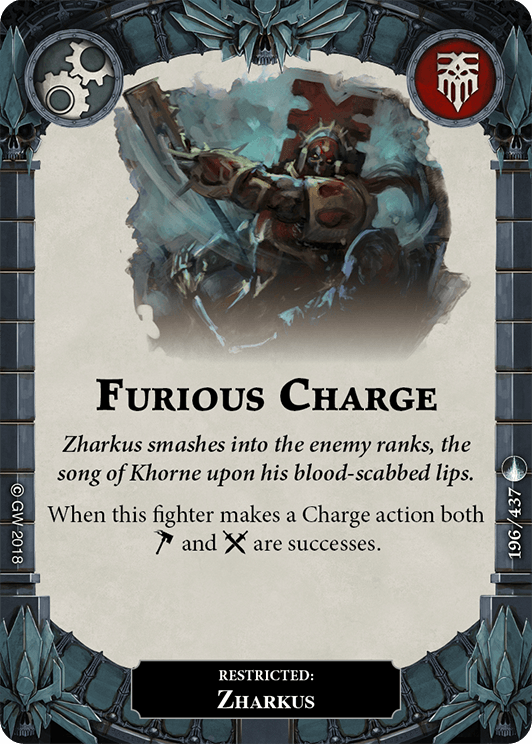 FURIOUS CHARGE
Zharkus smashes into the enemy ranks, the
song of Khorne upon his blood-scabbed lips.
When this fighter makes a Charge action both
and are successes.
© GW 2018
196/437
RESTRICTED:
ZHARKUS